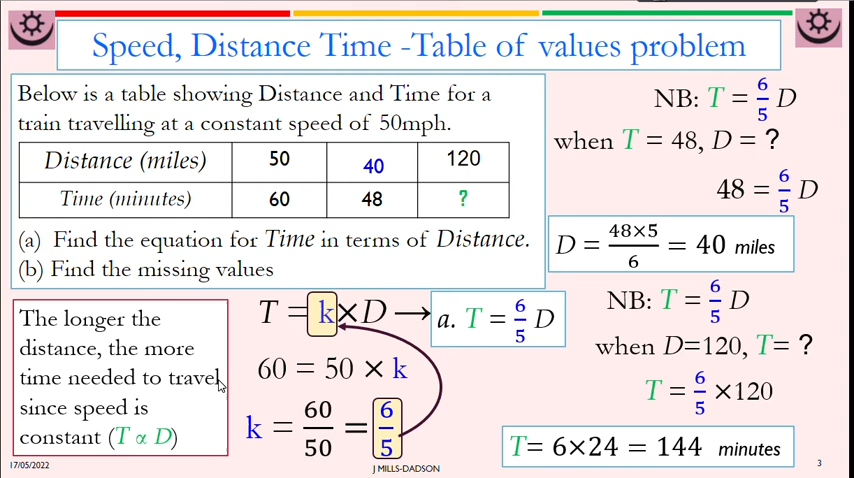 Speed, Distance Time -Table of values problem
Below is a table showing Distance and Time for a
train travelling at a constant speed of 50mph.
Distance (miles) 50 40 120
Time (minutes) 60 48 ?
(a) Find the equation for Time in terms of Distance.
(b) Find the missing values
The longer the
distance, the more
time needed to travel
since speed is
constant (T ∝ D)
T = k×D → a. T = 6/5 D
60 = 50 × k
k = 60/50 = 6/5
NB: T = 6/5 D
when T = 48, D = ?
48 = 6/5 D
D = 48×5/6 = 40 miles
NB: T = 6/5 D
when D=120, T= ?
T = 6/5 ×120
T= 6×24 = 144 minutes
17/05/2022
J MILLS-DADSON
3